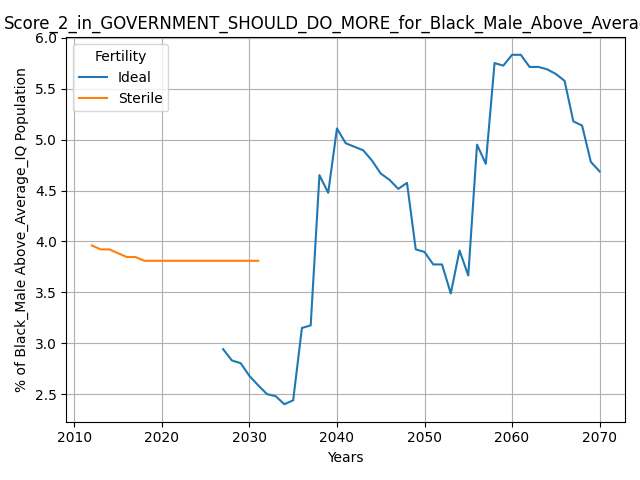 Score_2_in_GOVERNMENT_SHOULD_DO_MORE_for_Black_Male_Above_Avera
Fertility
Ideal
Sterile
6.0
5.5
5.0
4.5
4.0
3.5
3.0
2.5
% of Black_Male Above_Average_IQ Population
2010 2020 2030 2040 2050 2060 2070
Years